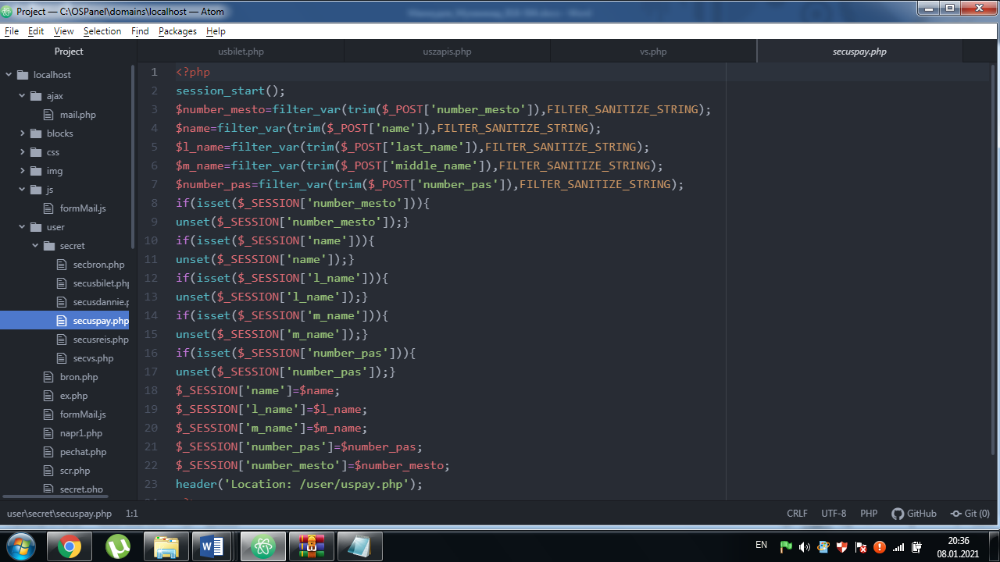 Project — C:\OSPanel\domains\localhost — Atom
File Edit View Selection Find Packages Help
Project
usbilet.php uszapis.php vs.php secuspay.php
localhost
ajax
mail.php
blocks
css
img
js
formMail.js
user
secret
secbron.php
secusbilet.php
secusdannie.p
secuspay.php
secusreis.php
secvs.php
bron.php
ex.php
formMail.js
napr1.php
pechat.php
scr.php
secret.php
1 <?php
2 session_start();
3 $number_mesto=filter_var(trim($_POST['number_mesto']),FILTER_SANITIZE_STRING);
4 $name=filter_var(trim($_POST['name']),FILTER_SANITIZE_STRING);
5 $l_name=filter_var(trim($_POST['last_name']),FILTER_SANITIZE_STRING);
6 $m_name=filter_var(trim($_POST['middle_name']),FILTER_SANITIZE_STRING);
7 $number_pas=filter_var(trim($_POST['number_pas']),FILTER_SANITIZE_STRING);
8 if(isset($_SESSION['number_mesto'])){
9 unset($_SESSION['number_mesto']);}
10 if(isset($_SESSION['name'])){
11 unset($_SESSION['name']);}
12 if(isset($_SESSION['l_name'])){
13 unset($_SESSION['l_name']);}
14 if(isset($_SESSION['m_name'])){
15 unset($_SESSION['m_name']);}
16 if(isset($_SESSION['number_pas'])){
17 unset($_SESSION['number_pas']);}
18 $_SESSION['name']=$name;
19 $_SESSION['l_name']=$l_name;
20 $_SESSION['m_name']=$m_name;
21 $_SESSION['number_pas']=$number_pas;
22 $_SESSION['number_mesto']=$number_mesto;
23 header('Location: /user/uspay.php');
user\secret\secuspay.php 1:1 CRLF UTF-8 PHP GitHub Git (0)
EN 20:36
08.01.2021